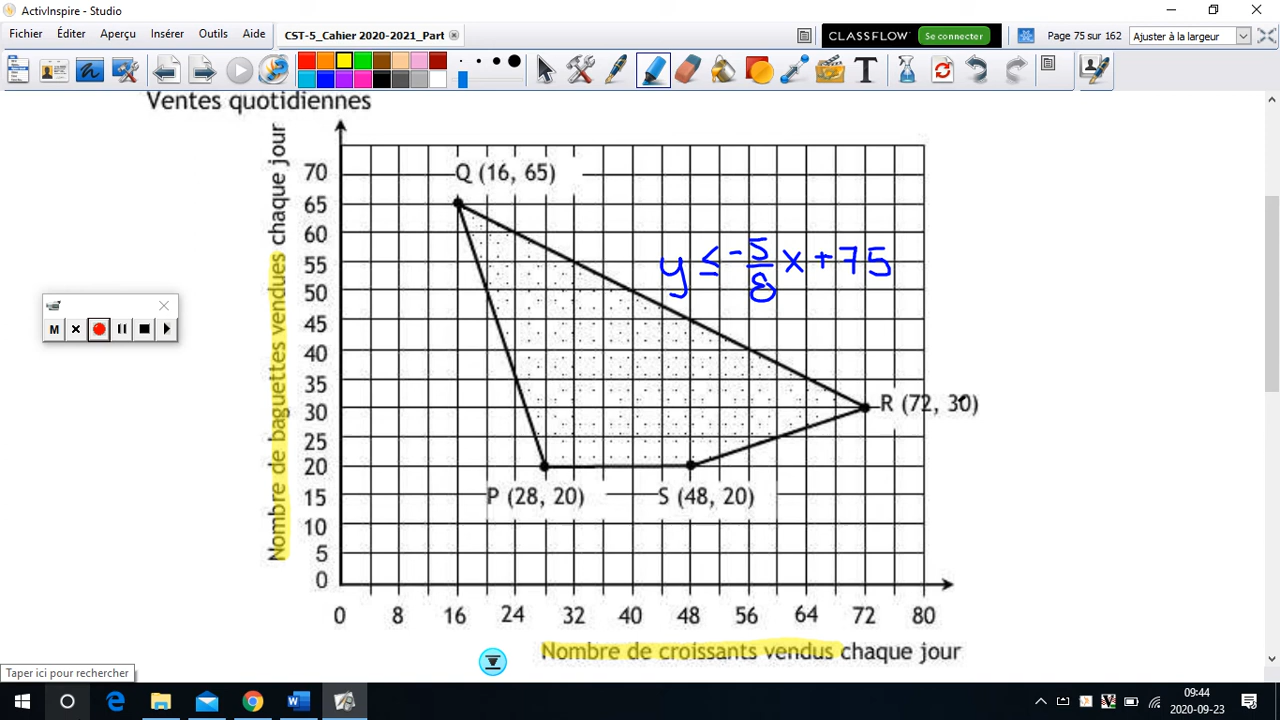 ActivInspire - Studio
Fichier Éditer Aperçu Insérer Outils Aide
CST-5_Cahier 2020-2021_Part
CLASSFLOW Se connecter
Page 75 sur 162
Ajuster à la largeur
Ventes quotidiennes
Nombre de baguettes vendues chaque jour
70
65
60
55
50
45
40
35
30
25
20
15
10
5
0
Q (16, 65)
y ≤ -5/8 x + 75
M
R (72, 30)
P (28, 20)
S (48, 20)
0 8 16 24 32 40 48 56 64 72 80
Nombre de croissants vendus chaque jour
Taper ici pour rechercher
09:44
2020-09-23